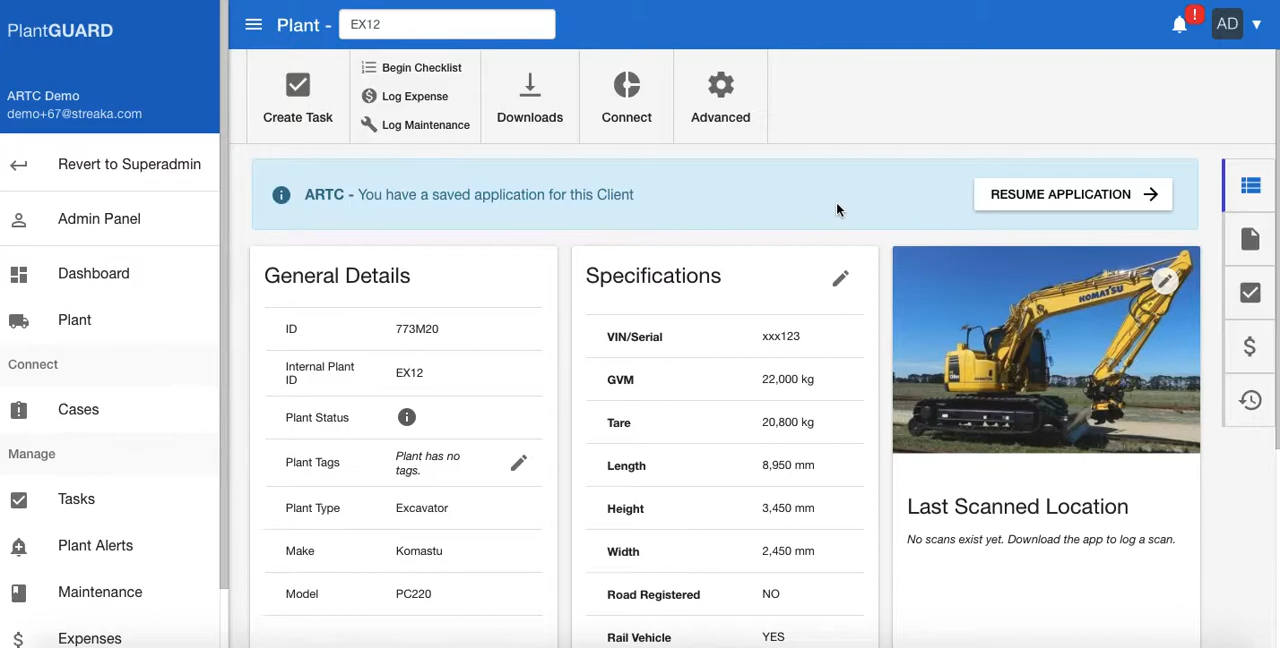 PlantGUARD
ARTC Demo
demo+67@streaka.com
Revert to Superadmin
Admin Panel
Dashboard
Plant
Connect
Cases
Manage
Tasks
Plant Alerts
Maintenance
Expenses
Plant -
EX12
!
AD
Create Task
Begin Checklist
Log Expense
Log Maintenance
Downloads
Connect
Advanced
ARTC - You have a saved application for this Client
RESUME APPLICATION
General Details
ID 773M20
Internal Plant
ID
EX12
Plant Status
Plant Tags
Plant has no
tags.
Plant Type Excavator
Make Komastu
Model PC220
Specifications
VIN/Serial xxx123
GVM 22,000 kg
Tare 20,800 kg
Length 8,950 mm
Height 3,450 mm
Width 2,450 mm
Road Registered NO
Rail Vehicle YES
KOMATSU
Last Scanned Location
No scans exist yet. Download the app to log a scan.